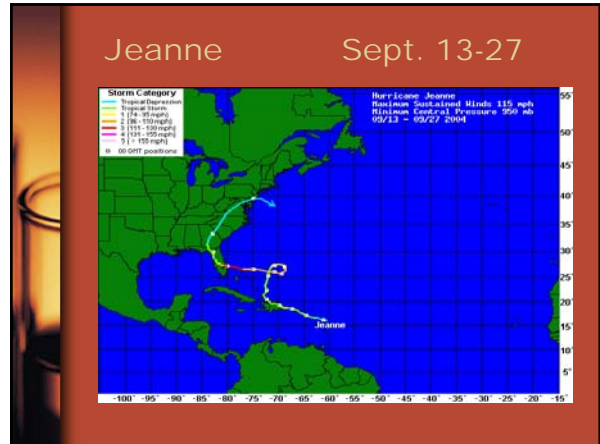 Jeanne Sept. 13-27
Storm Category
Tropical Depression
Tropical Storm
1 (74-95 mph)
2 (96-110 mph)
3 (111-130 mph)
4 (131-155 mph)
5 ( > 155 mph)
00 GMT positions
Hurricane Jeanne
Maximum Sustained Winds 115 mph
Minimum Central Pressure 950 mb
09/13 - 09/27 2004
55°
50°
45°
40°
35°
30°
25°
20°
15°
10°
5°
Jeanne
-100° -95° -90° -85° -80° -75° -70° -65° -60° -55° -50° -45° -40° -35° -30° -25° -20° -15°